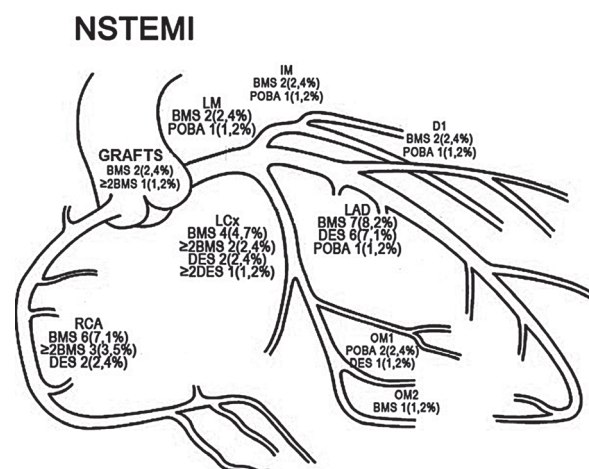 NSTEMI
IM
BMS 2(2,4%)
POBA 1(1,2%)
LM
BMS 2(2,4%)
POBA 1(1,2%)
D1
BMS 2(2,4%)
POBA 1(1,2%)
GRAFTS
BMS 2(2,4%)
≥2BMS 1(1,2%)
LCx
BMS 4(4,7%)
≥2BMS 2(2,4%)
DES 2(2,4%)
≥2DES 1(1,2%)
LAD
BMS 7(8,2%)
DES 6(7,1%)
POBA 1(1,2%)
RCA
BMS 6(7,1%)
≥2BMS 3(3,5%)
DES 2(2,4%)
OM1
POBA 2(2,4%)
DES 1(1,2%)
OM2
BMS 1(1,2%)